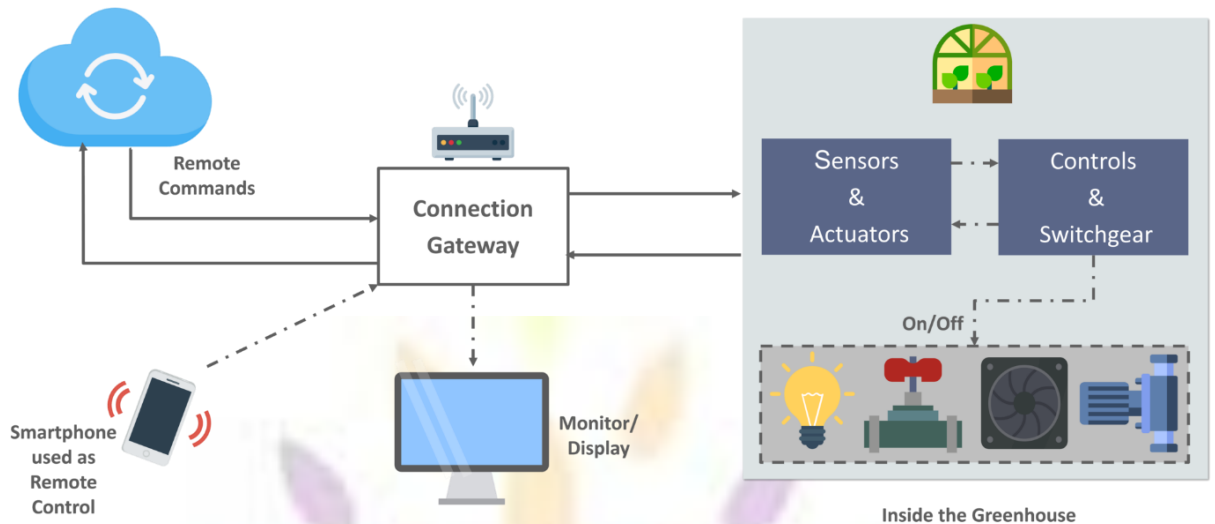 Remote
Commands
Connection
Gateway
Sensors
&
Actuators
Controls
&
Switchgear
On/Off
Smartphone
used as
Remote
Control
Monitor/
Display
Inside the Greenhouse